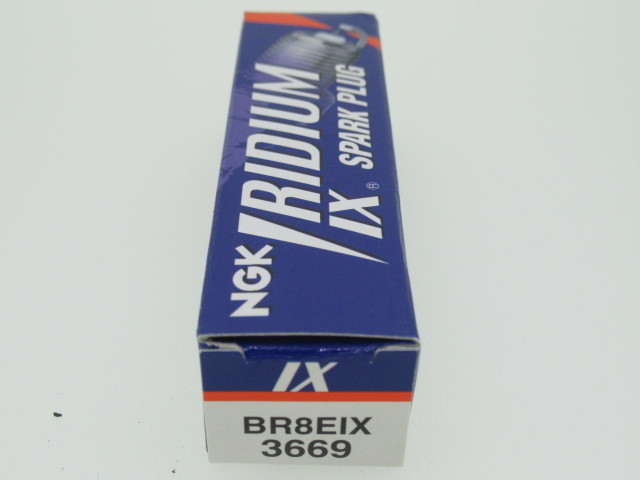 NGK IRIDIUM
IX® SPARK PLUG
IX
BR8EIX
3669